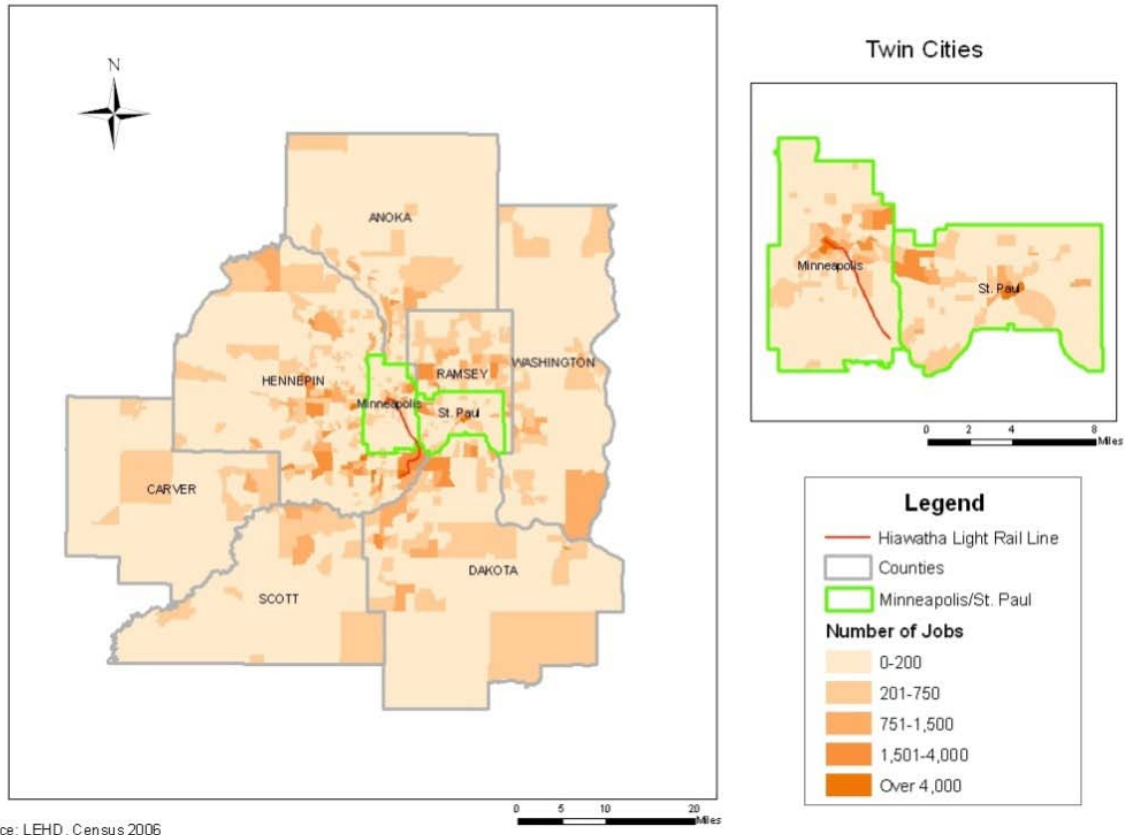 N
ANOKA
WASHINGTON
HENNEPIN
RAMSEY
Minneapolis
St. Paul
CARVER
DAKOTA
SCOTT
0 5 10 20
Miles
ce: LEHD, Census 2006
Twin Cities
Minneapolis
St. Paul
0 2 4 8
Miles
Legend
Hiawatha Light Rail Line
Counties
Minneapolis/St. Paul
Number of Jobs
0-200
201-750
751-1,500
1,501-4,000
Over 4,000